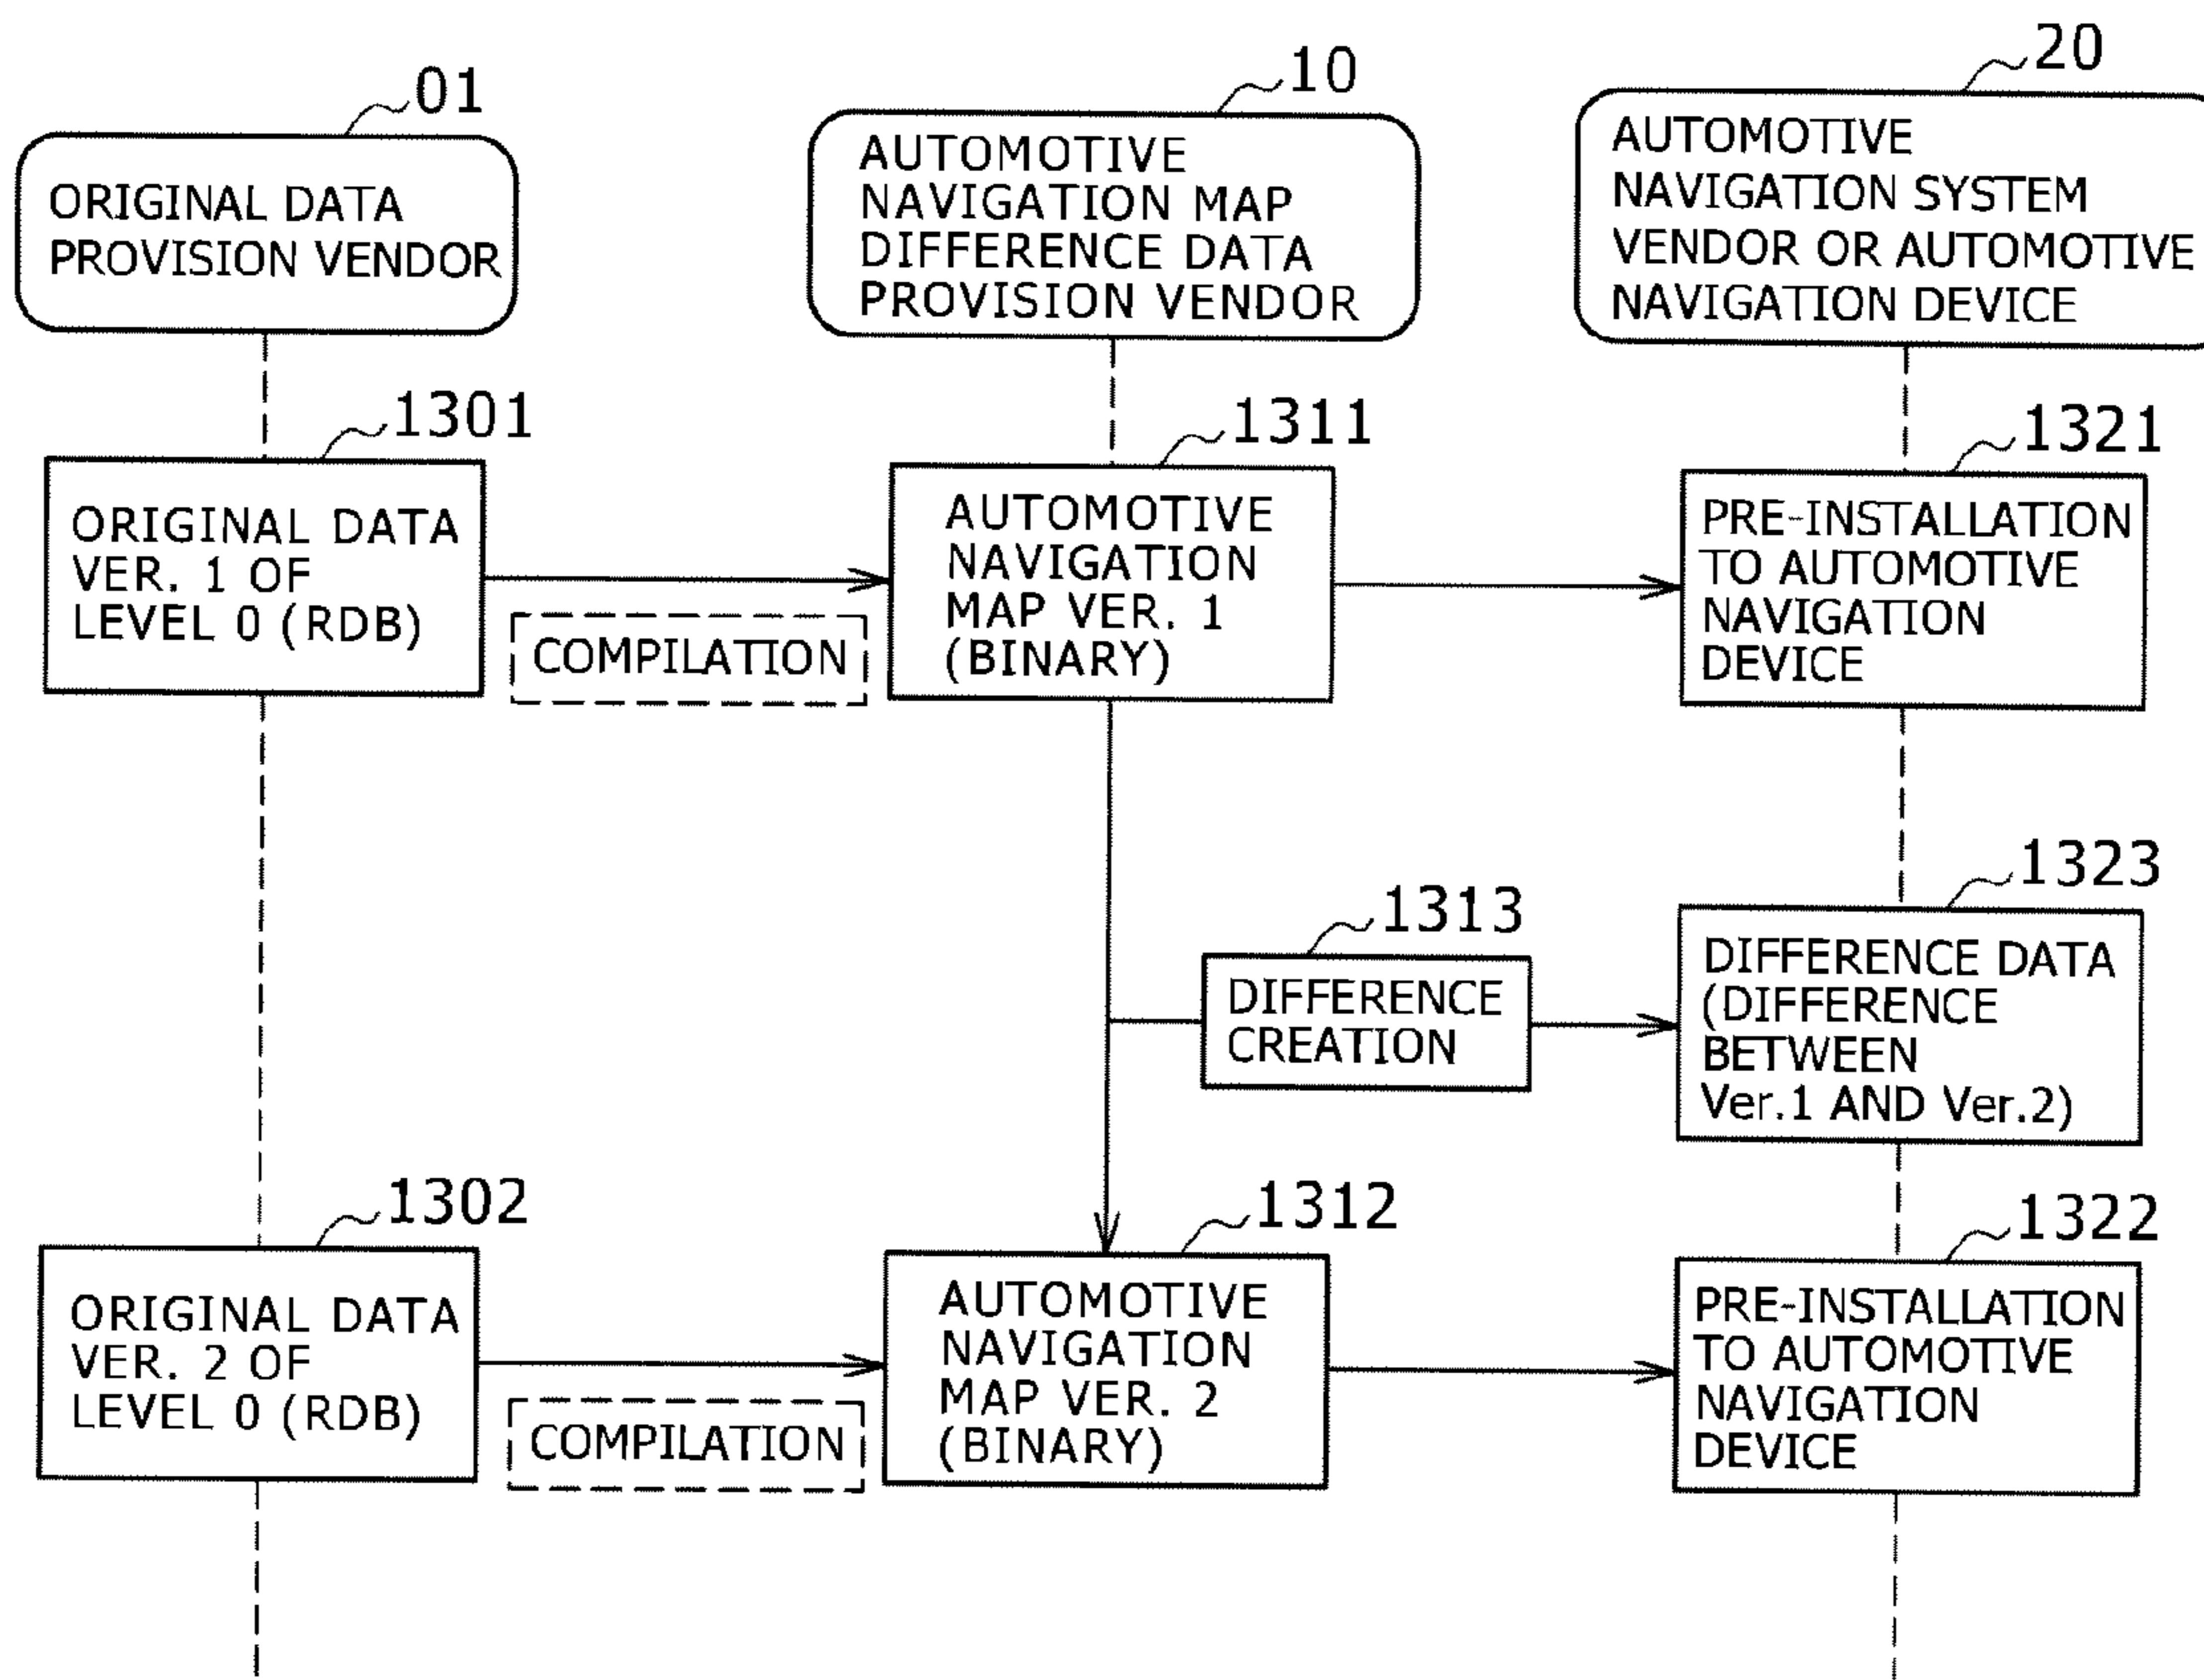 01
ORIGINAL DATA
PROVISION VENDOR
10
AUTOMOTIVE
NAVIGATION MAP
DIFFERENCE DATA
PROVISION VENDOR
20
AUTOMOTIVE
NAVIGATION SYSTEM
VENDOR OR AUTOMOTIVE
NAVIGATION DEVICE
1301
ORIGINAL DATA
VER. 1 OF
LEVEL 0 (RDB)
COMPILATION
1311
AUTOMOTIVE
NAVIGATION
MAP VER. 1
(BINARY)
1321
PRE-INSTALLATION
TO AUTOMOTIVE
NAVIGATION
DEVICE
1313
DIFFERENCE
CREATION
1323
DIFFERENCE DATA
(DIFFERENCE
BETWEEN
Ver.1 AND Ver.2)
1302
ORIGINAL DATA
VER. 2 OF
LEVEL 0 (RDB)
COMPILATION
1312
AUTOMOTIVE
NAVIGATION
MAP VER. 2
(BINARY)
1322
PRE-INSTALLATION
TO AUTOMOTIVE
NAVIGATION
DEVICE